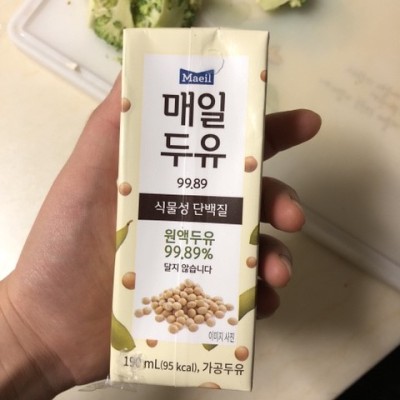 Maeil
매일
두유
99.89
식물성 단백질
원액두유
99.89%
달지 않습니다
이미지 사진
190 mL(95 kcal), 가공두유